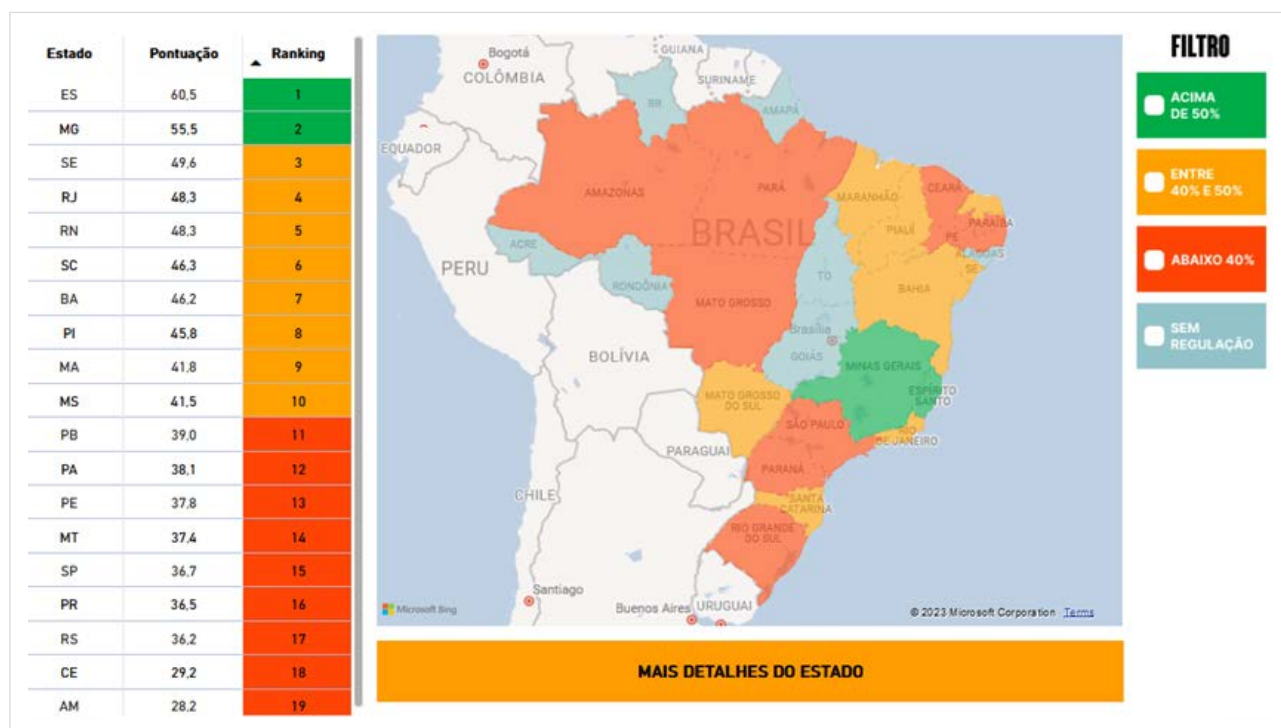 Estado Pontuação Ranking
ES 60,5 1
MG 55,5 2
SE 49,6 3
RJ 48,3 4
RN 48,3 5
SC 46,3 6
BA 46,2 7
PI 45,8 8
MA 41,8 9
MS 41,5 10
PB 39,0 11
PA 38,1 12
PE 37,8 13
MT 37,4 14
SP 36,7 15
PR 36,5 16
RS 36,2 17
CE 29,2 18
AM 28,2 19
Bogotá
COLÔMBIA
GUIANA
SURINAME
RR
AMAPÁ
EQUADOR
AMAZONAS
PARÁ
MARANHÃO
CEARÁ
PARAÍBA
PIAUÍ
PE
ALAGOAS
SE
BRASIL
ACRE
PERU
RONDÔNIA
TO
BAHIA
MATO GROSSO
Brasília
GOIÁS
BOLÍVIA
MINAS GERAIS
ESPÍRITO
SANTO
MATO GROSSO
DO SUL
SÃO PAULO
RIO
DE JANEIRO
PARAGUAI
PARANÁ
CHILE
SANTA
CATARINA
RIO GRANDE
DO SUL
Santiago
Buenos Aires
URUGUAI
Microsoft Bing
© 2023 Microsoft Corporation Terms
MAIS DETALHES DO ESTADO
FILTRO
ACIMA
DE 50%
ENTRE
40% E 50%
ABAIXO 40%
SEM
REGULAÇÃO